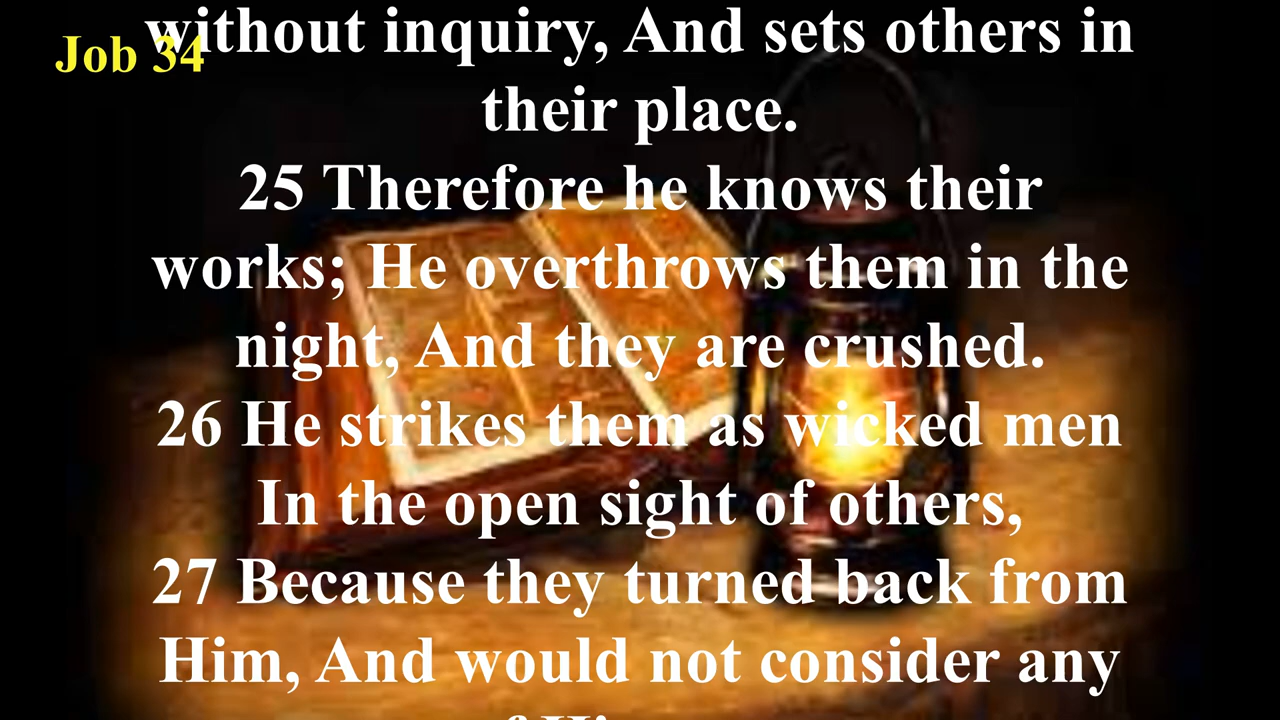 Job 34
without inquiry, And sets others in
their place.
25 Therefore he knows their
works; He overthrows them in the
night, And they are crushed.
26 He strikes them as wicked men
In the open sight of others,
27 Because they turned back from
Him, And would not consider any